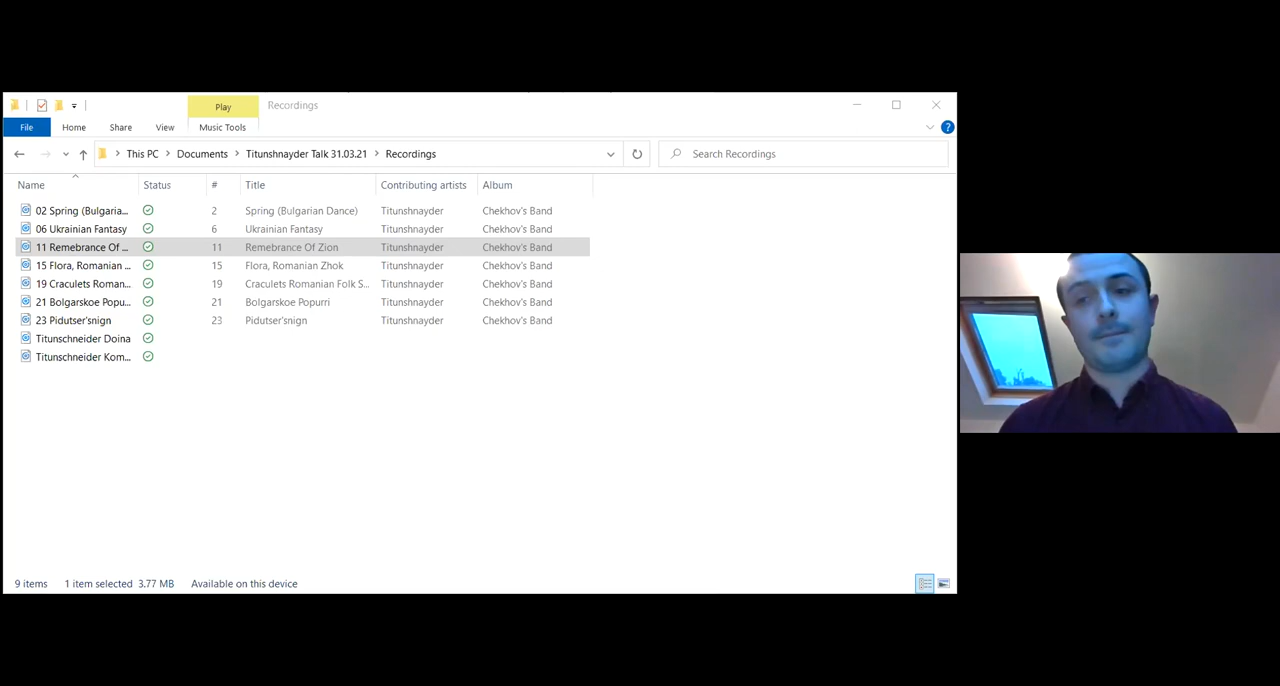 Play Recordings
File Home Share View Music Tools
This PC Documents Titunshnayder Talk 31.03.21 Recordings Search Recordings
Name Status # Title Contributing artists Album
02 Spring (Bulgaria... 2 Spring (Bulgarian Dance) Titunshnayder Chekhov's Band
06 Ukrainian Fantasy 6 Ukrainian Fantasy Titunshnayder Chekhov's Band
11 Remebrance Of ... 11 Remebrance Of Zion Titunshnayder Chekhov's Band
15 Flora, Romanian ... 15 Flora, Romanian Zhok Titunshnayder Chekhov's Band
19 Craculets Roman... 19 Craculets Romanian Folk S... Titunshnayder Chekhov's Band
21 Bolgarskoe Popu... 21 Bolgarskoe Popurri Titunshnayder Chekhov's Band
23 Pidutser'snign 23 Pidutser'snign Titunshnayder Chekhov's Band
Titunschneider Doina
Titunschneider Kom...
9 items 1 item selected 3.77 MB Available on this device